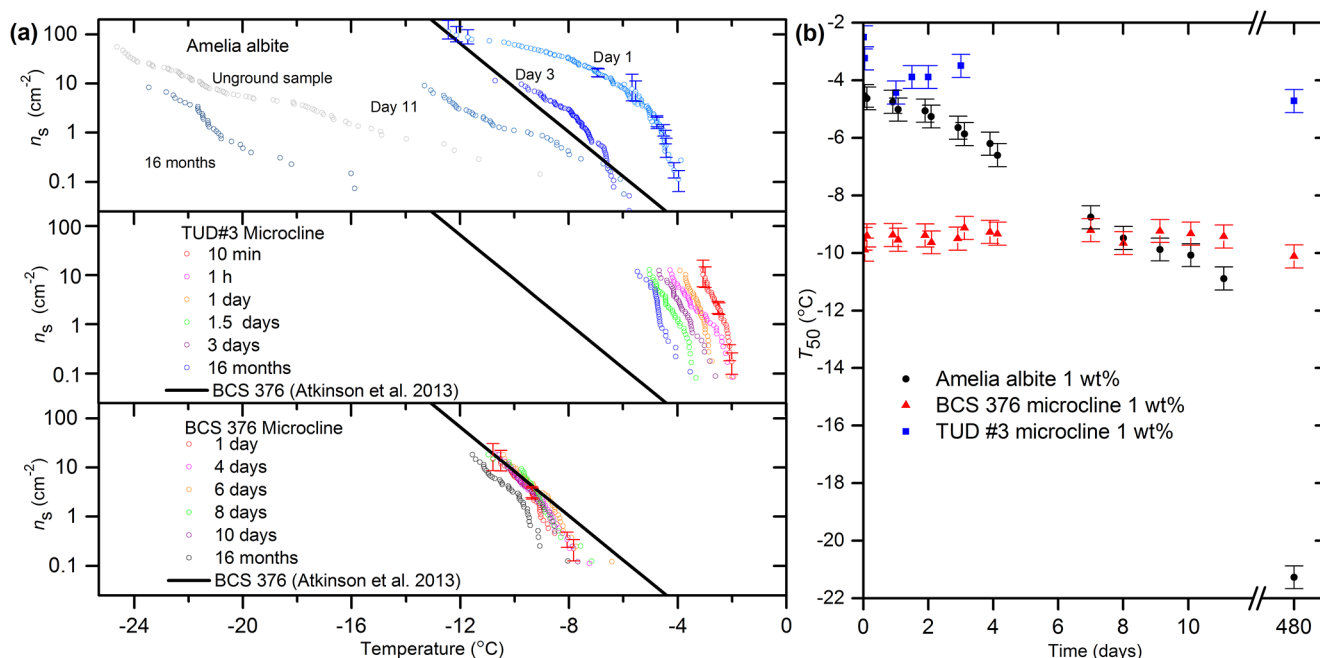 (a)
Amelia albite
Unground sample
Day 1
Day 3
Day 11
16 months
100
10
1
0.1
n_s (cm⁻²)
TUD#3 Microcline
10 min
1 h
1 day
1.5 days
3 days
16 months
BCS 376 (Atkinson et al. 2013)
100
10
1
0.1
n_s (cm⁻²)
BCS 376 Microcline
1 day
4 days
6 days
8 days
10 days
16 months
BCS 376 (Atkinson et al. 2013)
100
10
1
0.1
n_s (cm⁻²)
-24 -20 -16 -12 -8 -4 0
Temperature (°C)
(b)
-2
-4
-6
-8
-10
-12
-14
-16
-18
-20
-22
T₅₀ (°C)
Amelia albite 1 wt%
BCS 376 microcline 1 wt%
TUD #3 microcline 1 wt%
0 2 4 6 8 10 480
Time (days)